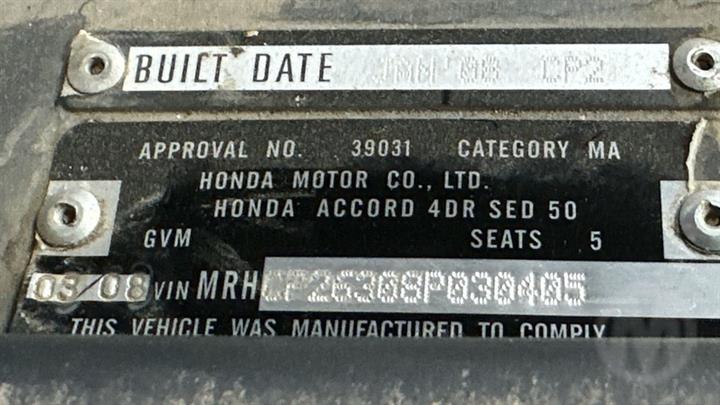 BUILT DATE CP2
APPROVAL NO. 39031 CATEGORY MA
HONDA MOTOR CO., LTD.
HONDA ACCORD 4DR SED 50
GVM SEATS 5
03/08 VIN MRHCP26308P030405
THIS VEHICLE WAS MANUFACTURED TO COMPLY